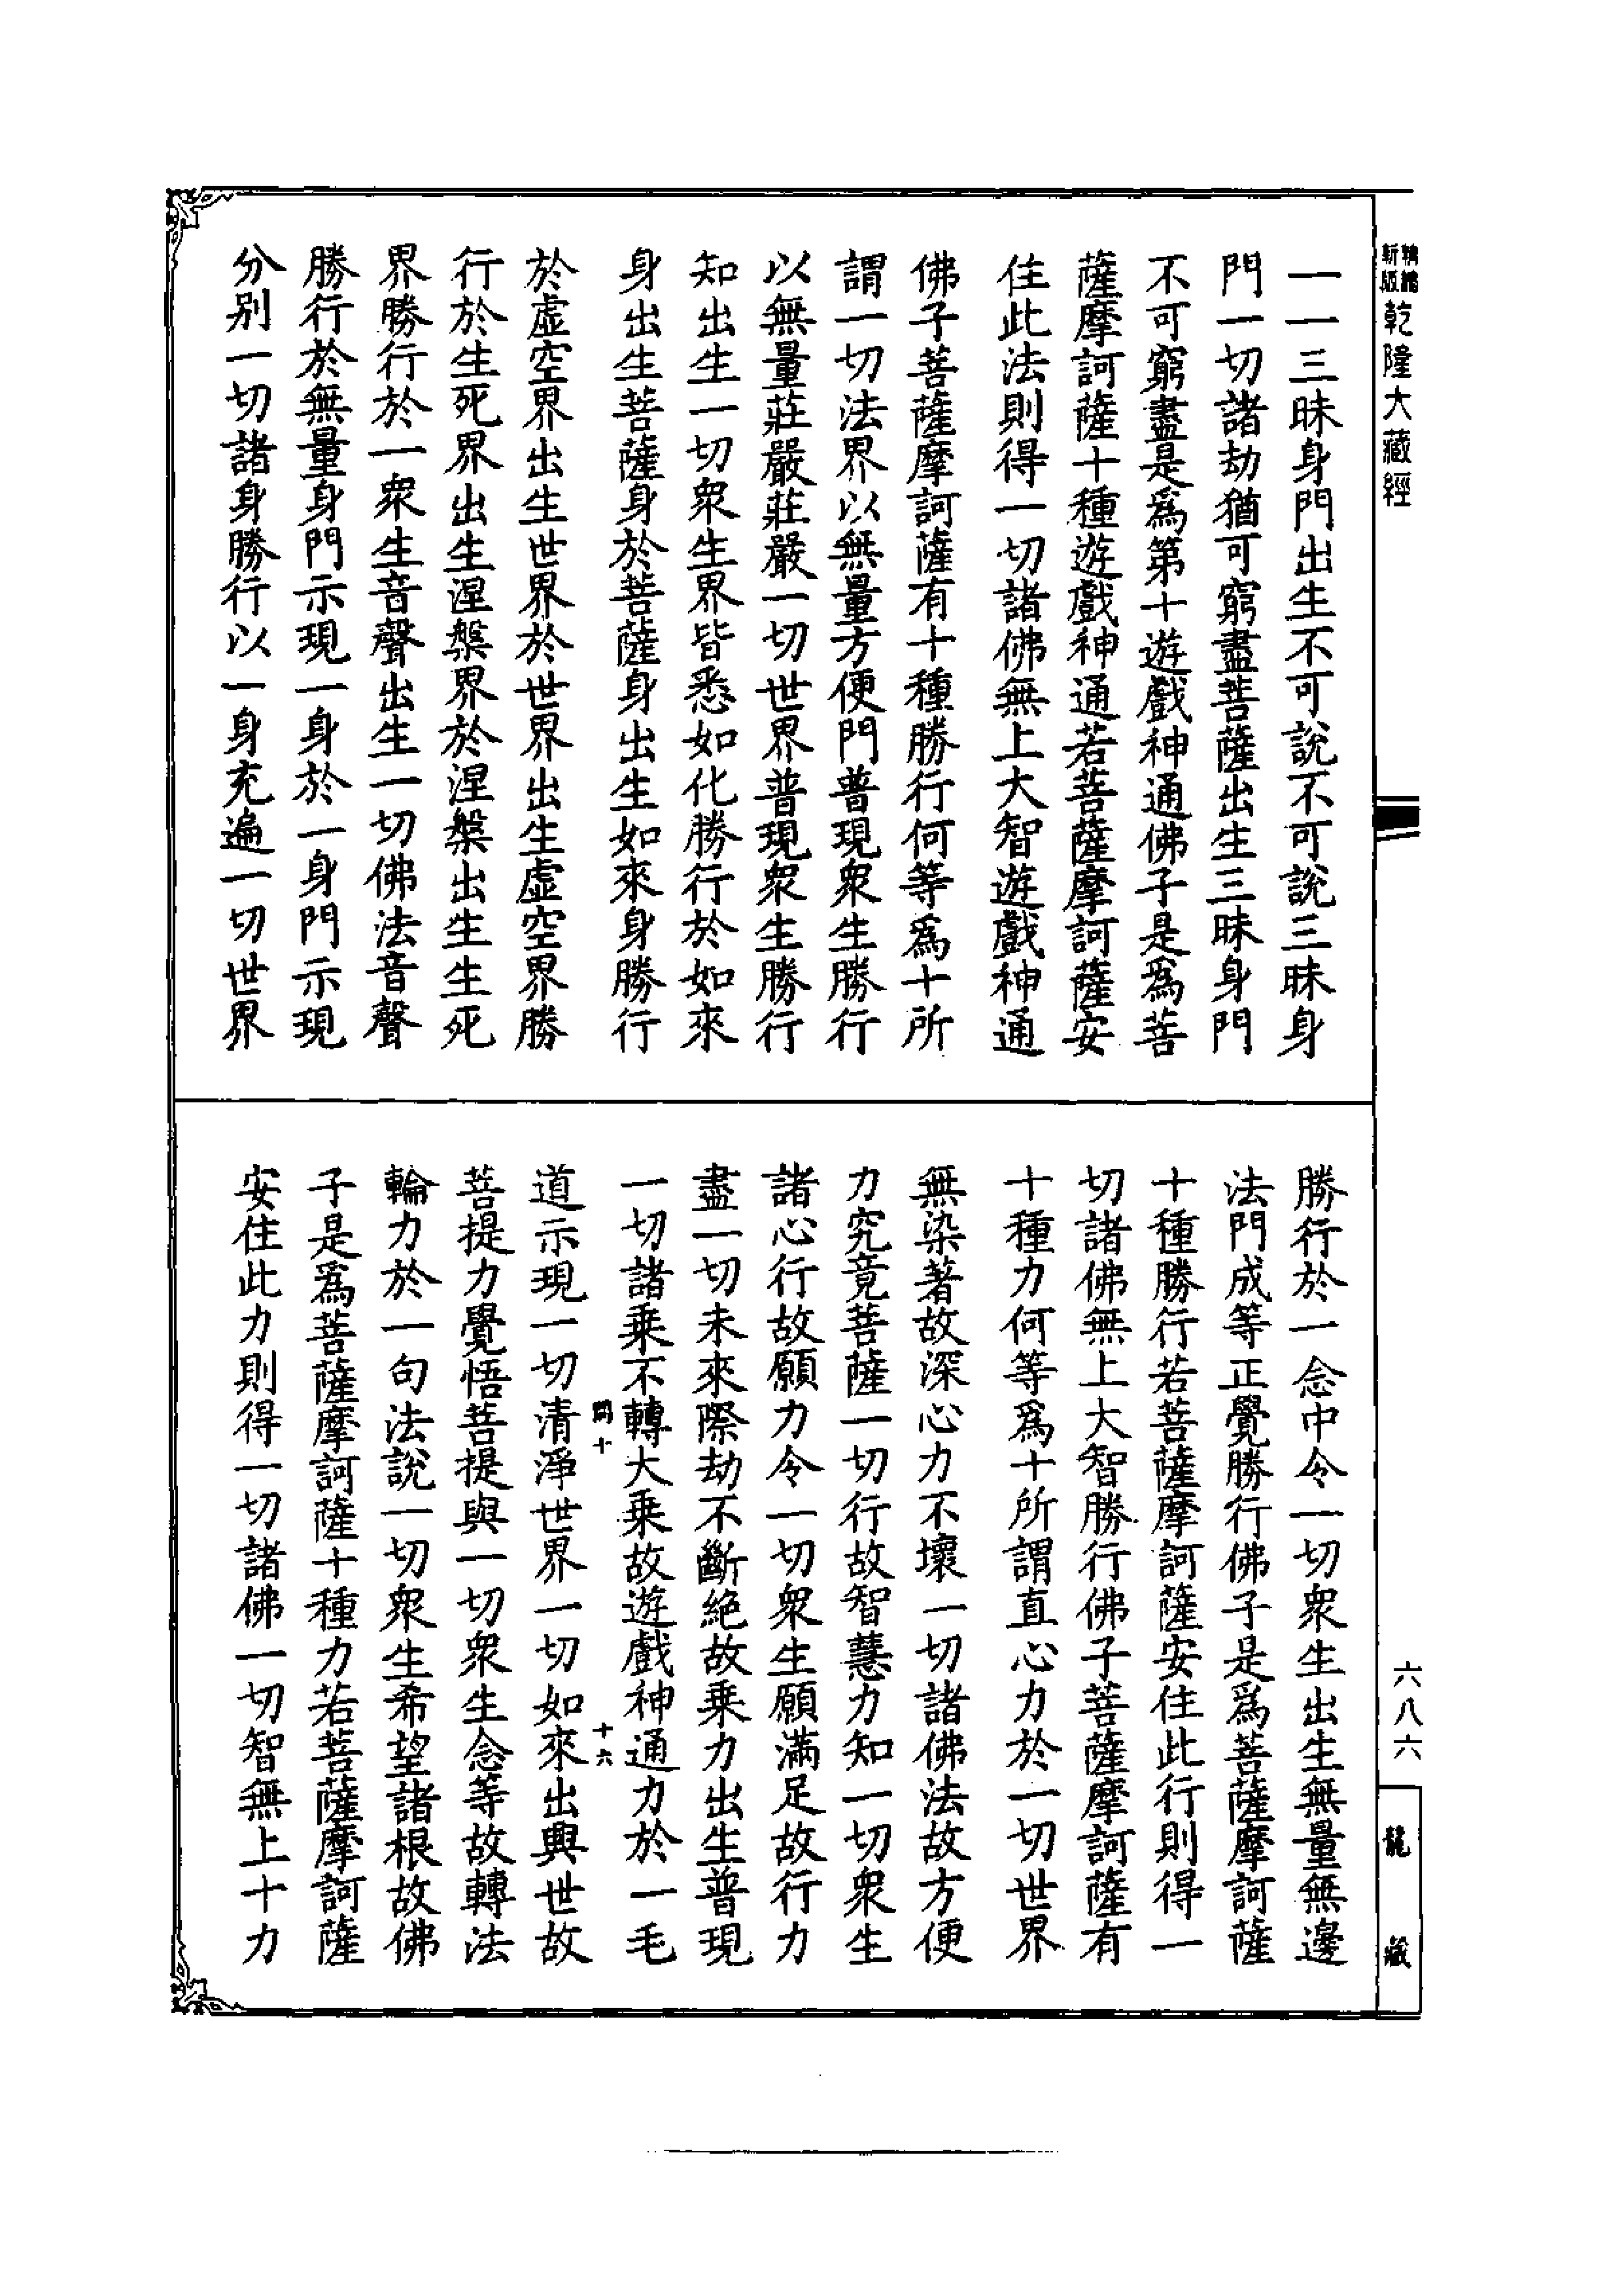 乾隆大藏經
一一三昧身門出生不可說不可說三昧身
門一切諸劫猶可窮盡菩薩出生三昧身門
不可窮盡是爲第十遊戲神通佛子是爲菩
薩摩訶薩十種遊戲神通若菩薩摩訶薩安
住此法則得一切諸佛無上大智遊戲神通
佛子菩薩摩訶薩有十種勝行何等爲十所
謂一切法界以無量方便門普現衆生勝行
以無量莊嚴莊嚴一切世界普現衆生勝行
知出生一切衆生界皆悉如化勝行於如來
身出生菩薩身於菩薩身出生如來身勝行
於虛空界出生世界於世界出生虛空界勝
行於生死界出生涅槃界於涅槃出生生死
界勝行於一衆生音聲出生一切佛法音聲
勝行於無量身門示現一身於一身門示現
分別一切諸身勝行以一身充遍一切世界
勝行於一念中令一切衆生出生無量無邊
法門成等正覺勝行佛子是爲菩薩摩訶薩
十種勝行若菩薩摩訶薩安住此行則得一
切諸佛無上大智勝行佛子菩薩摩訶薩有
十種力何等爲十所謂直心力於一切世界
無染著故深心力不壞一切諸佛法故方便
力究竟菩薩一切行故智慧力知一切衆生
諸心行故願力令一切衆生願滿足故行力
盡一切未來際劫不斷絕故乘力出生普現
一切諸乘不轉大乘故遊戲神通力於一毛
十 十六
道示現一切清淨世界一切如來出興世故
菩提力覺悟菩提與一切衆生念等故轉法
輪力於一句法說一切衆生希望諸根故佛
子是爲菩薩摩訶薩十種力若菩薩摩訶薩
安住此力則得一切諸佛一切智無上十力
六八六
龍藏